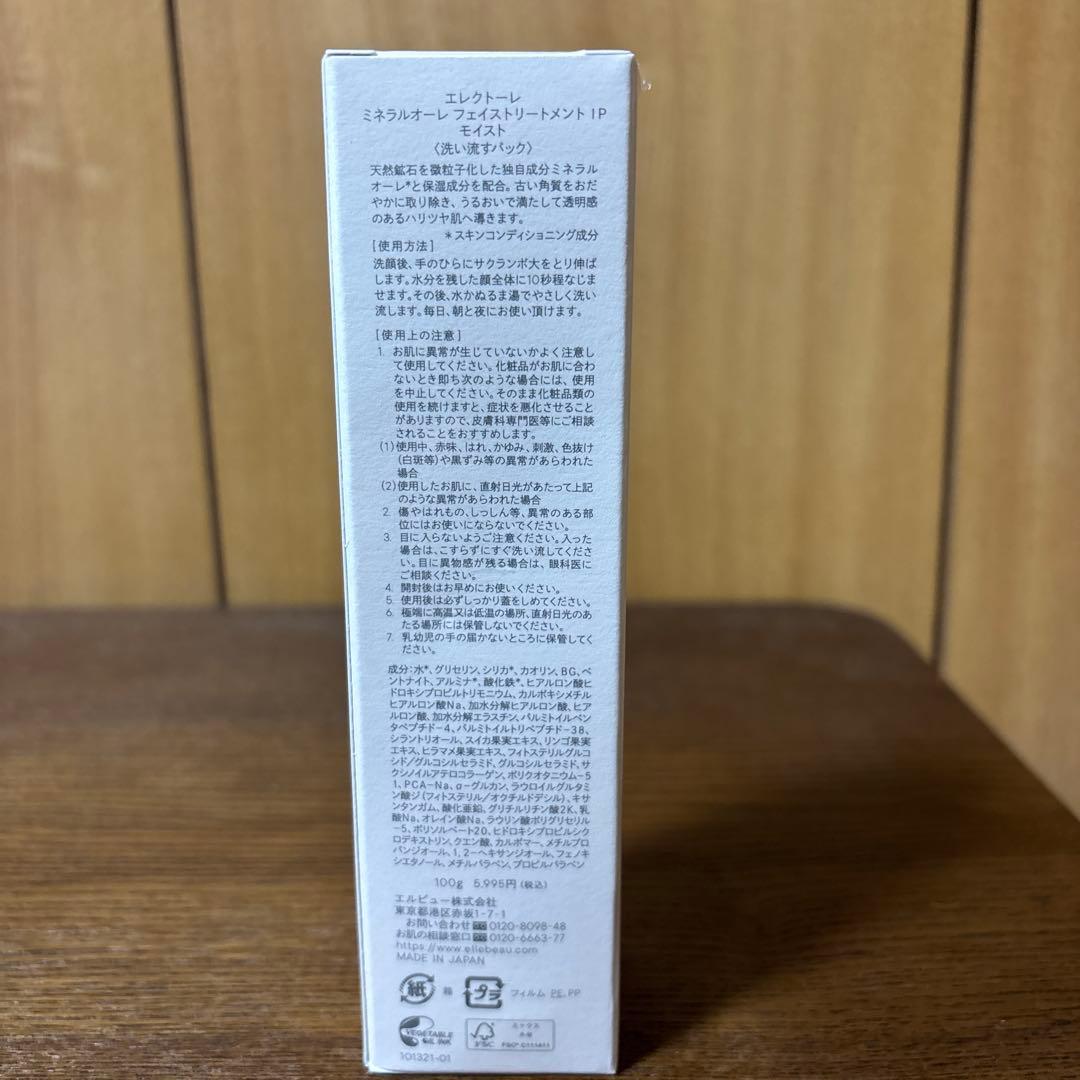 エレクトーレ
ミネラルオーレ フェイストリートメント IP
モイスト
〈洗い流すパック〉
天然鉱石を微粒子化した独自成分ミネラル
オーレ*と保湿成分を配合。古い角質をおだ
やかに取り除き、うるおいで満たして透明感
のあるハリツヤ肌へ導きます。
＊スキンコンディショニング成分
[使用方法]
洗顔後、手のひらにサクランボ大をとり伸ば
します。水分を残した顔全体に10秒程なじま
せます。その後、水かぬるま湯でやさしく洗い
流します。毎日、朝と夜にお使い頂けます。
[使用上の注意]
1. お肌に異常が生じていないかよく注意し
て使用してください。化粧品がお肌に合わ
ないとき即ち次のような場合には、使用
を中止してください。そのまま化粧品類の
使用を続けますと、症状を悪化させること
がありますので、皮膚科専門医等にご相談
されることをおすすめします。
(1)使用中、赤味、はれ、かゆみ、刺激、色抜け
(白斑等)や黒ずみ等の異常があらわれた
場合
(2)使用したお肌に、直射日光があたって上記
のような異常があらわれた場合
2. 傷やはれもの、しっしん等、異常のある部
位にはお使いにならないでください。
3. 目に入らないようご注意ください。入った
場合は、こすらずにすぐ洗い流してくださ
い。目に異物感が残る場合は、眼科医に
ご相談ください。
4. 開封後はお早めにお使いください。
5. 使用後は必ずしっかり蓋をしめてください。
6. 極端に高温又は低温の場所、直射日光のあ
たる場所には保管しないでください。
7. 乳幼児の手の届かないところに保管してく
ださい。
成分：水*、グリセリン、シリカ*、カオリン、BG、ベ
ントナイト、アルミナ*、酸化鉄*、ヒアルロン酸ヒ
ドロキシプロピルトリモニウム、カルボキシメチル
ヒアルロン酸Na、加水分解ヒアルロン酸、ヒア
ルロン酸、加水分解エラスチン、パルミトイルペン
タペプチド-4、パルミトイルトリペプチド-38、
シラントリオール、スイカ果実エキス、リンゴ果実
エキス、ヒラマメ果実エキス、フィトステリルグルコ
シド/グルコシルセラミド、グルコシルセラミド、サ
クシノイルアテロコラーゲン、ポリクオタニウム-5
1、PCA-Na、α-グルカン、ラウロイルグルタミ
ン酸ジ(フィトステリル/オクチルドデシル)、キサ
ンタンガム、酸化亜鉛、グリチルリチン酸2K、乳
酸Na、オレイン酸Na、ラウリン酸ポリグリセリル
-5、ポリソルベート20、ヒドロキシプロピルシク
ロデキストリン、クエン酸、カルボマー、メチルプロ
パンジオール、1,2-ヘキサンジオール、フェノキ
シエタノール、メチルパラベン、プロピルパラベン
100g 5,995円(税込)
エルビュー株式会社
東京都港区赤坂1-7-1
お問い合わせ 0120-8098-48
お肌の相談窓口 0120-6663-77
https://www.ellebeau.com
MADE IN JAPAN
紙 箱 プラ フィルム PE, PP
VEGETABLE
OIL INK
FSC
ミックス
FSC® C111411
101321-01